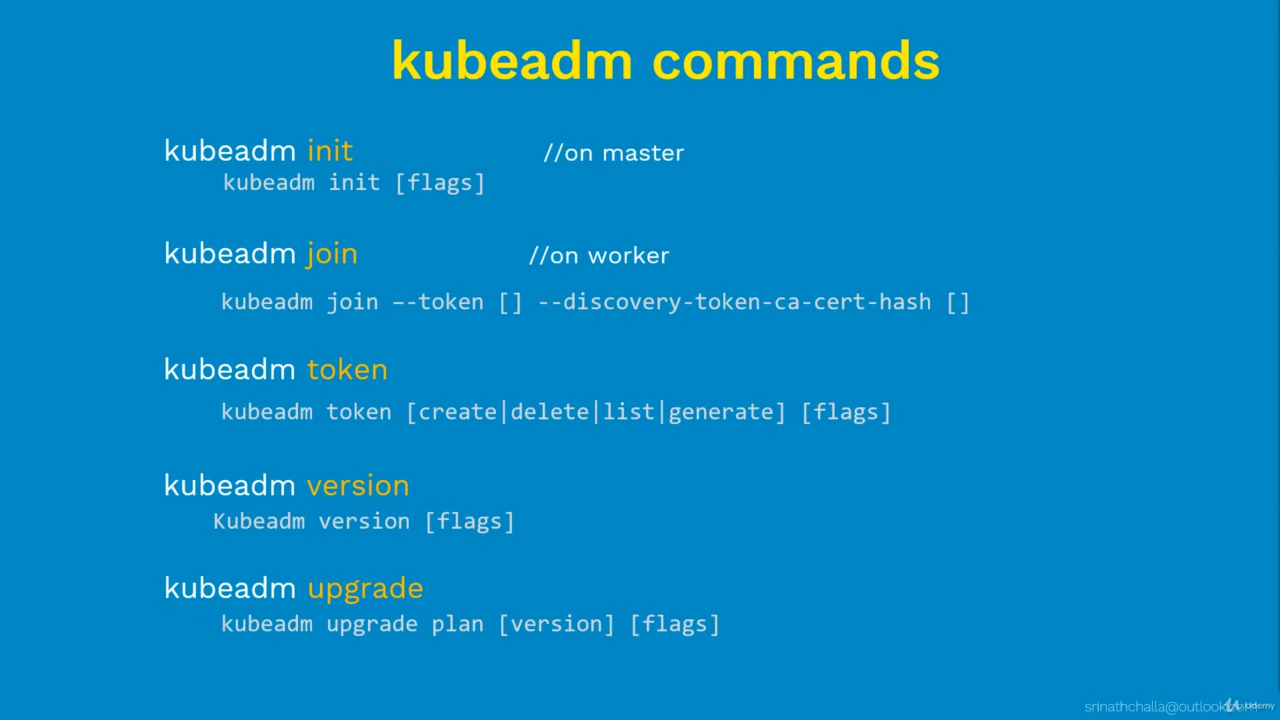 kubeadm commands
kubeadm init //on master
kubeadm init [flags]
kubeadm join //on worker
kubeadm join –-token [] --discovery-token-ca-cert-hash []
kubeadm token
kubeadm token [create|delete|list|generate] [flags]
kubeadm version
Kubeadm version [flags]
kubeadm upgrade
kubeadm upgrade plan [version] [flags]
Udemy